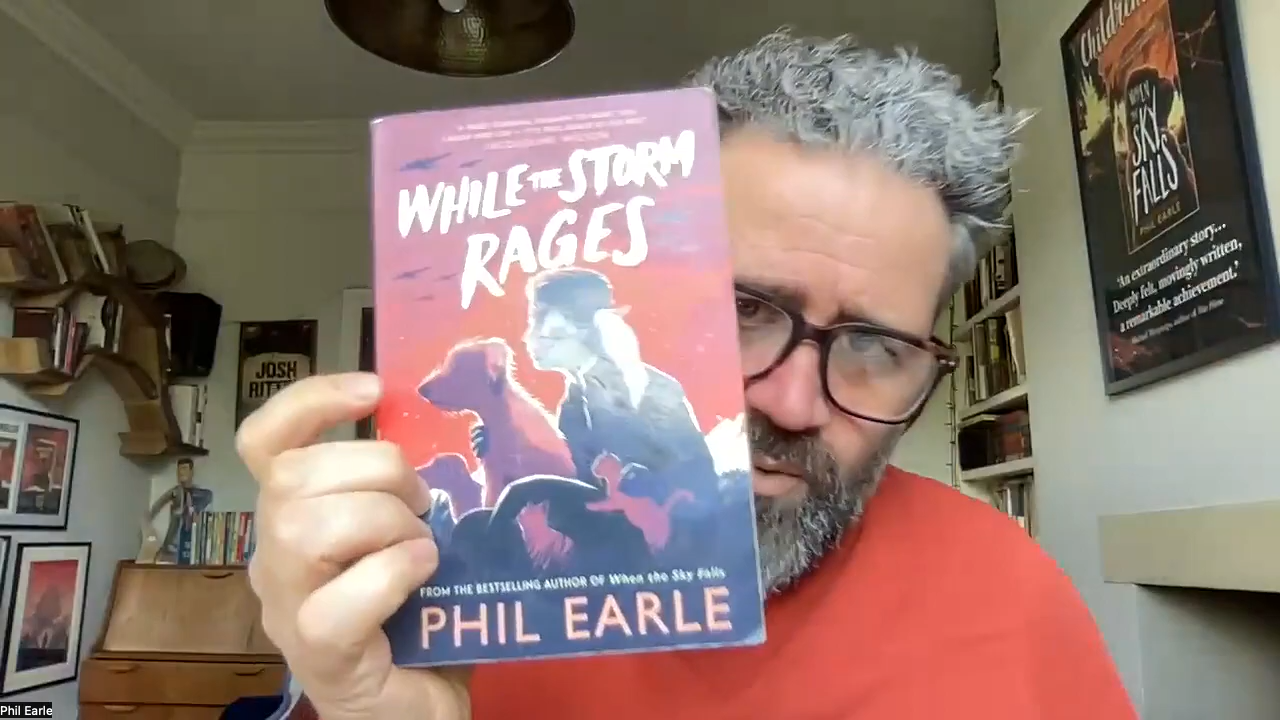 WHILE THE STORM
RAGES
FROM THE BESTSELLING AUTHOR OF When the Sky Falls
PHIL EARLE
Children
WHEN
THE
SKY
FALLS
PHIL EARLE
'An extraordinary story...
Deeply felt, movingly written,
a remarkable achievement.'
JOSH
Phil Earle